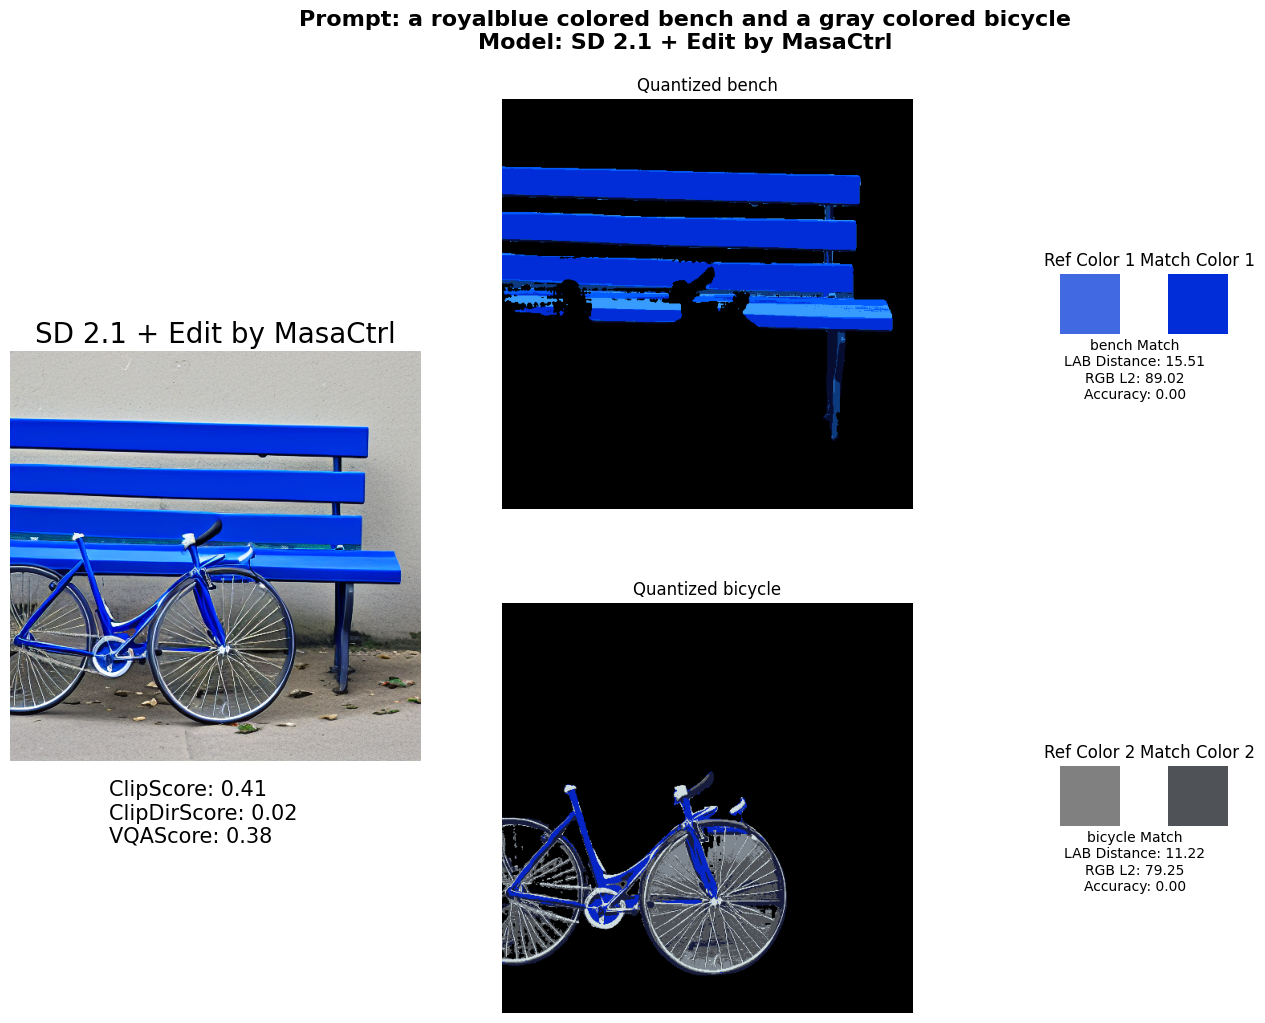 Prompt: a royalblue colored bench and a gray colored bicycle
Model: SD 2.1 + Edit by MasaCtrl
Quantized bench
Ref Color 1 Match Color 1
bench Match
LAB Distance: 15.51
RGB L2: 89.02
Accuracy: 0.00
SD 2.1 + Edit by MasaCtrl
ClipScore: 0.41
ClipDirScore: 0.02
VQAScore: 0.38
Quantized bicycle
Ref Color 2 Match Color 2
bicycle Match
LAB Distance: 11.22
RGB L2: 79.25
Accuracy: 0.00